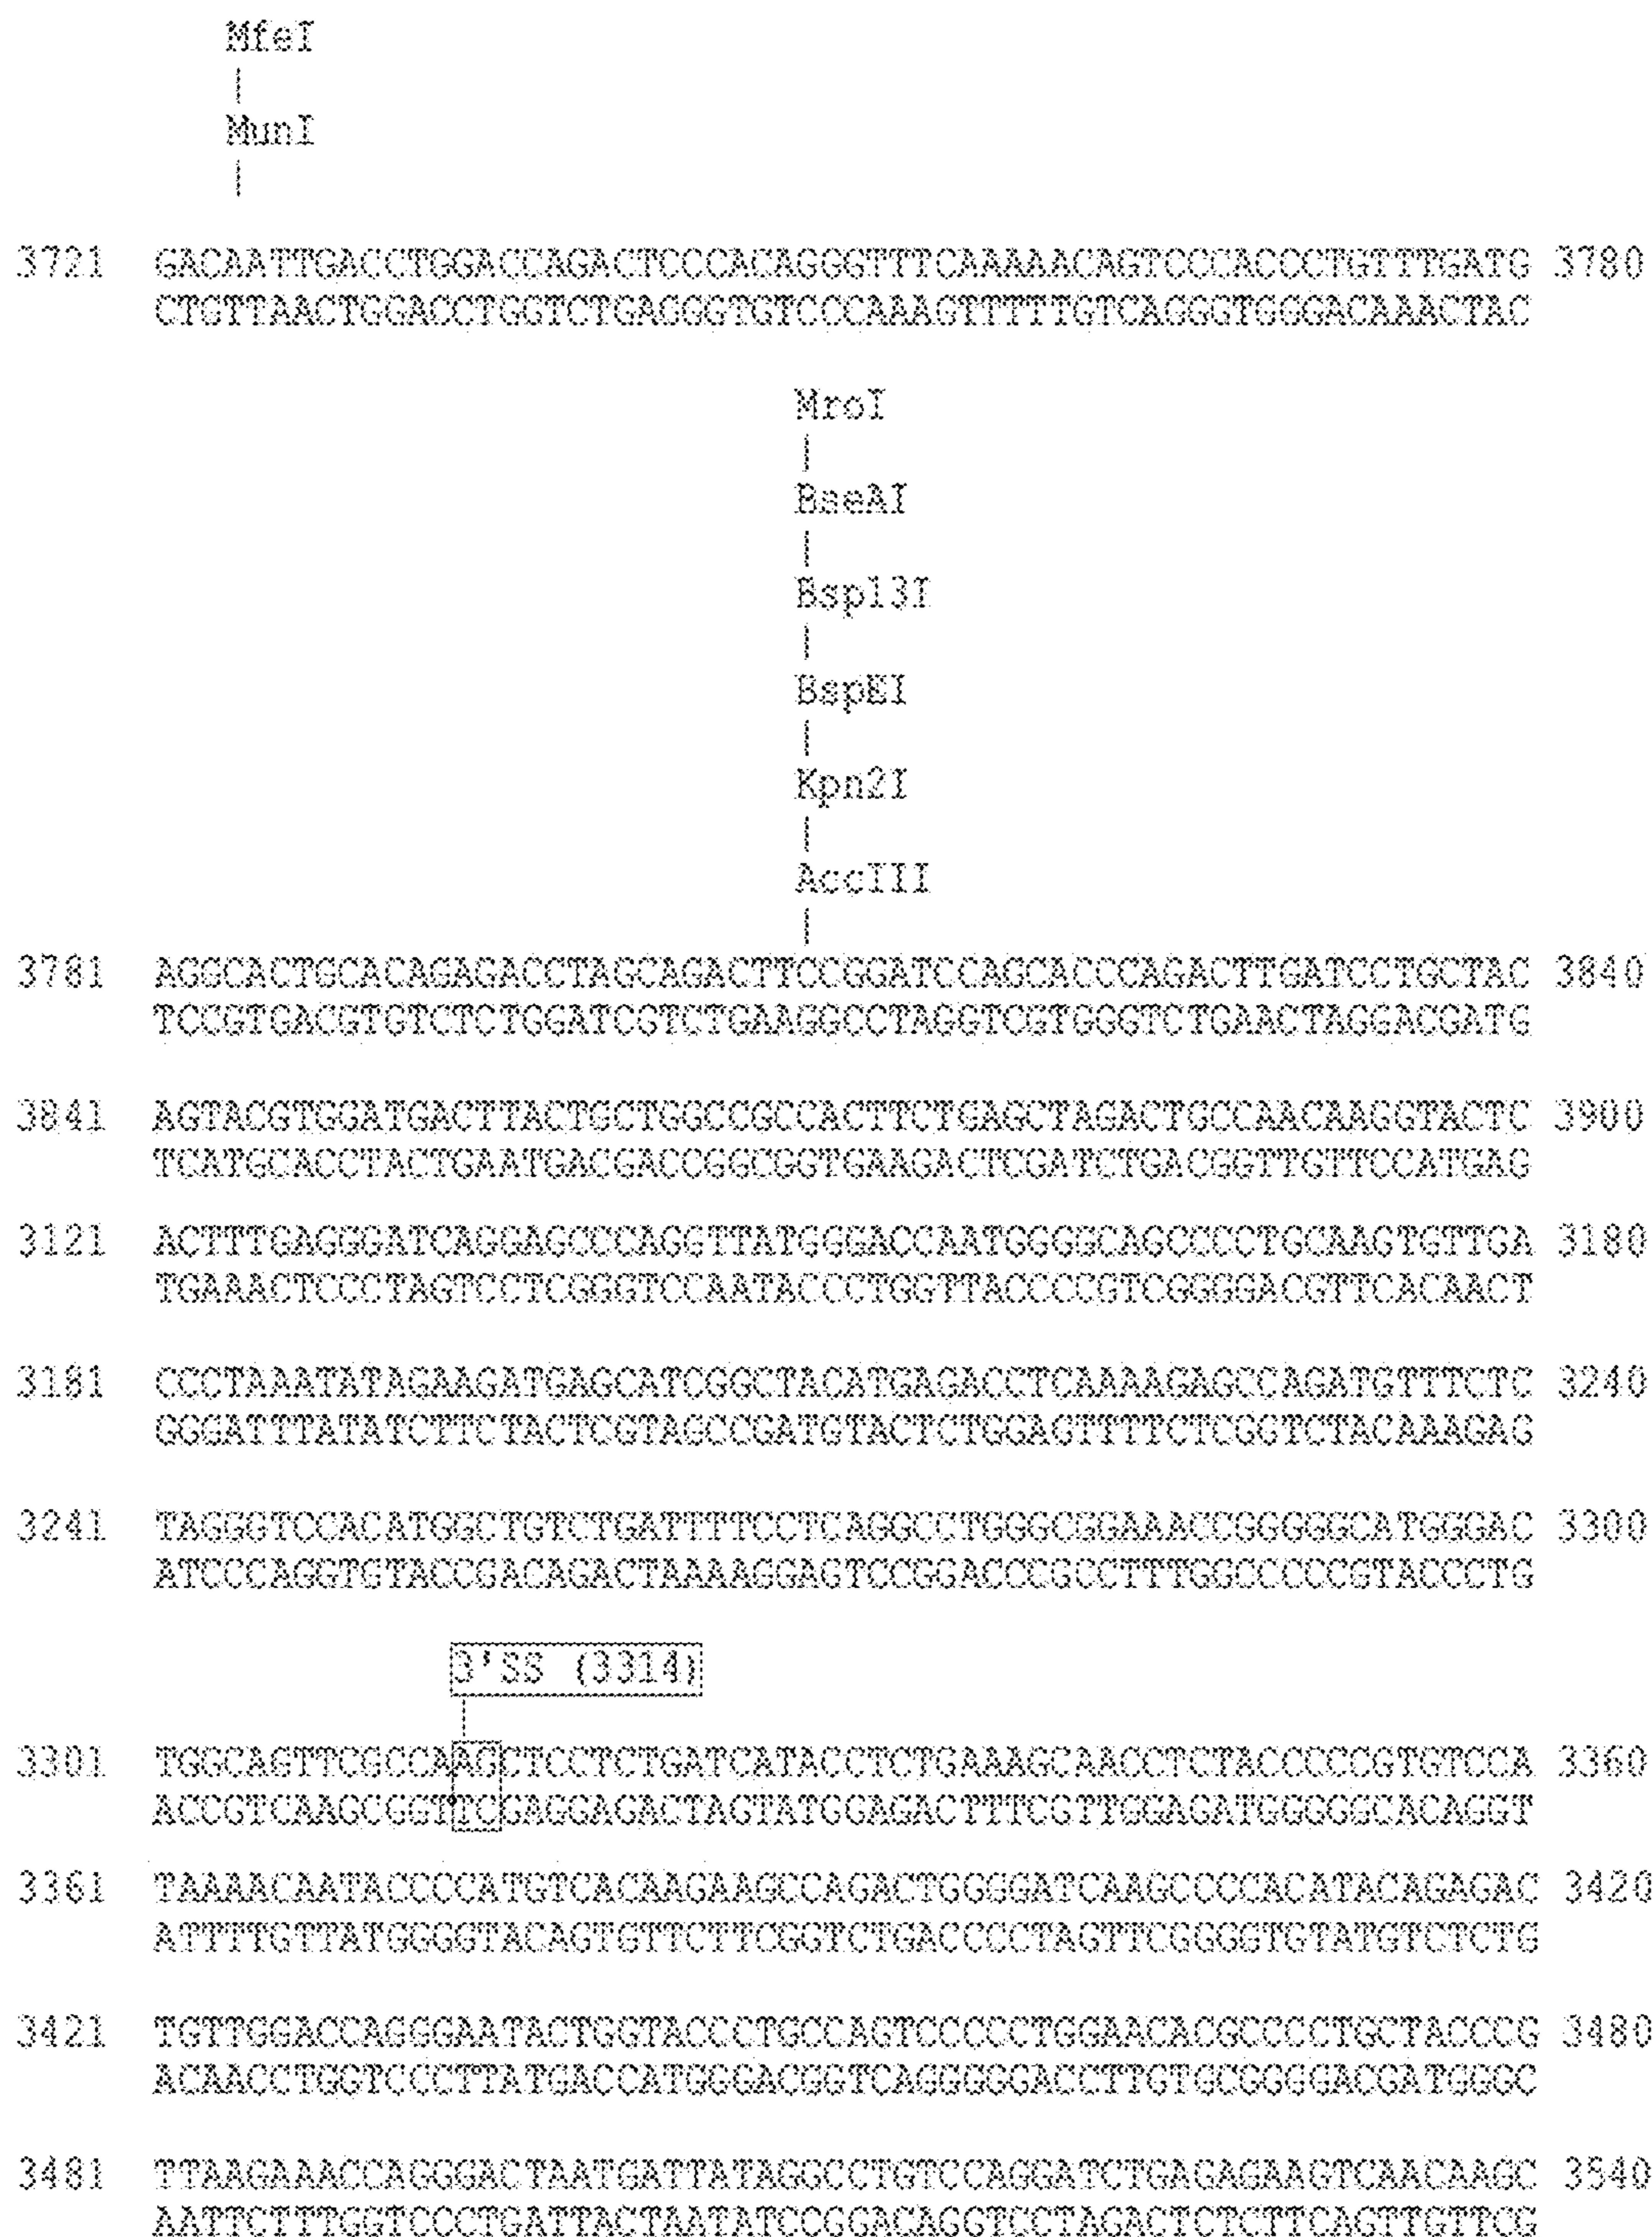 MfeI
|
MunI
|
3721 GACAATTGACCTGGACCAGACTCCCACAGGGTTTCAAAAACAGTCCCACCCTGTTTGATG 3780
CTGTTAACTGGACCTGGTCTGAGGGTGTCCCAAAGTTTTTGTCAGGGTGGGACAAACTAC
MroI
|
BseAI
|
Bsp13I
|
BspEI
|
Kpn2I
|
AccIII
|
3781 AGGCACTGCACAGAGACCTAGCAGACTTCCGGATCCAGCACCCAGACTTGATCCTGCTAC 3840
TCCGTGACGTGTCTCTGGATCGTCTGAAGGCCTAGGTCGTGGGTCTGAACTAGGACGATG
3841 AGTACGTGGATGACTTACTGCTGGCCGCCACTTCTGAGCTAGACTGCCAACAAGGTACTC 3900
TCATGCACCTACTGAATGACGACCGGCGGTGAAGACTCGATCTGACGGTTGTTCCATGAG
3121 ACTTTGAGGGATCAGGAGCCCAGGTTATGGGACCAATGGGGCAGCCCCTGCAAGTGTTGA 3180
TGAAACTCCCTAGTCCTCGGGTCCAATACCCTGGTTACCCCGTCGGGGACGTTCACAACT
3181 CCCTAAATATAGAAGATGAGCATCGGCTACATGAGACCTCAAAAGAGCCAGATGTTTCTC 3240
GGGATTTATATCTTCTACTCGTAGCCGATGTACTCTGGAGTTTTCTCGGTCTACAAAGAG
3241 TAGGGTCCACATGGCTGTCTGATTTTCCTCAGGCCTGGGCGGAAACCGGGGGCATGGGAC 3300
ATCCCAGGTGTACCGACAGACTAAAAGGAGTCCGGACCCGCCTTTGGCCCCCGTACCCTG
3'SS (3314)
3301 TGGCAGTTCGCCAAGCTCCTCTGATCATACCTCTGAAAGCAACCTCTACCCCCGTGTCCA 3360
ACCGTCAAGCGGTTCGAGGAGACTAGTATGGAGACTTTCGTTGGAGATGGGGGCACAGGT
3361 TAAAACAATACCCCATGTCACAAGAAGCCAGACTGGGGATCAAGCCCCACATACAGAGAC 3420
ATTTTGTTATGGGGTACAGTGTTCTTCGGTCTGACCCCTAGTTCGGGGTGTATGTCTCTG
3421 TGTTGGACCAGGGAATACTGGTACCCTGCCAGTCCCCCTGGAACACGCCCCTGCTACCCG 3480
ACAACCTGGTCCCTTATGACCATGGGACGGTCAGGGGGACCTTGTGCGGGGACGATGGGC
3481 TTAAGAAACCAGGGACTAATGATTATAGGCCTGTCCAGGATCTGAGAGAAGTCAACAAGC 3540
AATTCTTTGGTCCCTGATTACTAATATCCGGACAGGTCCTAGACTCTCTTCAGTTGTTCG